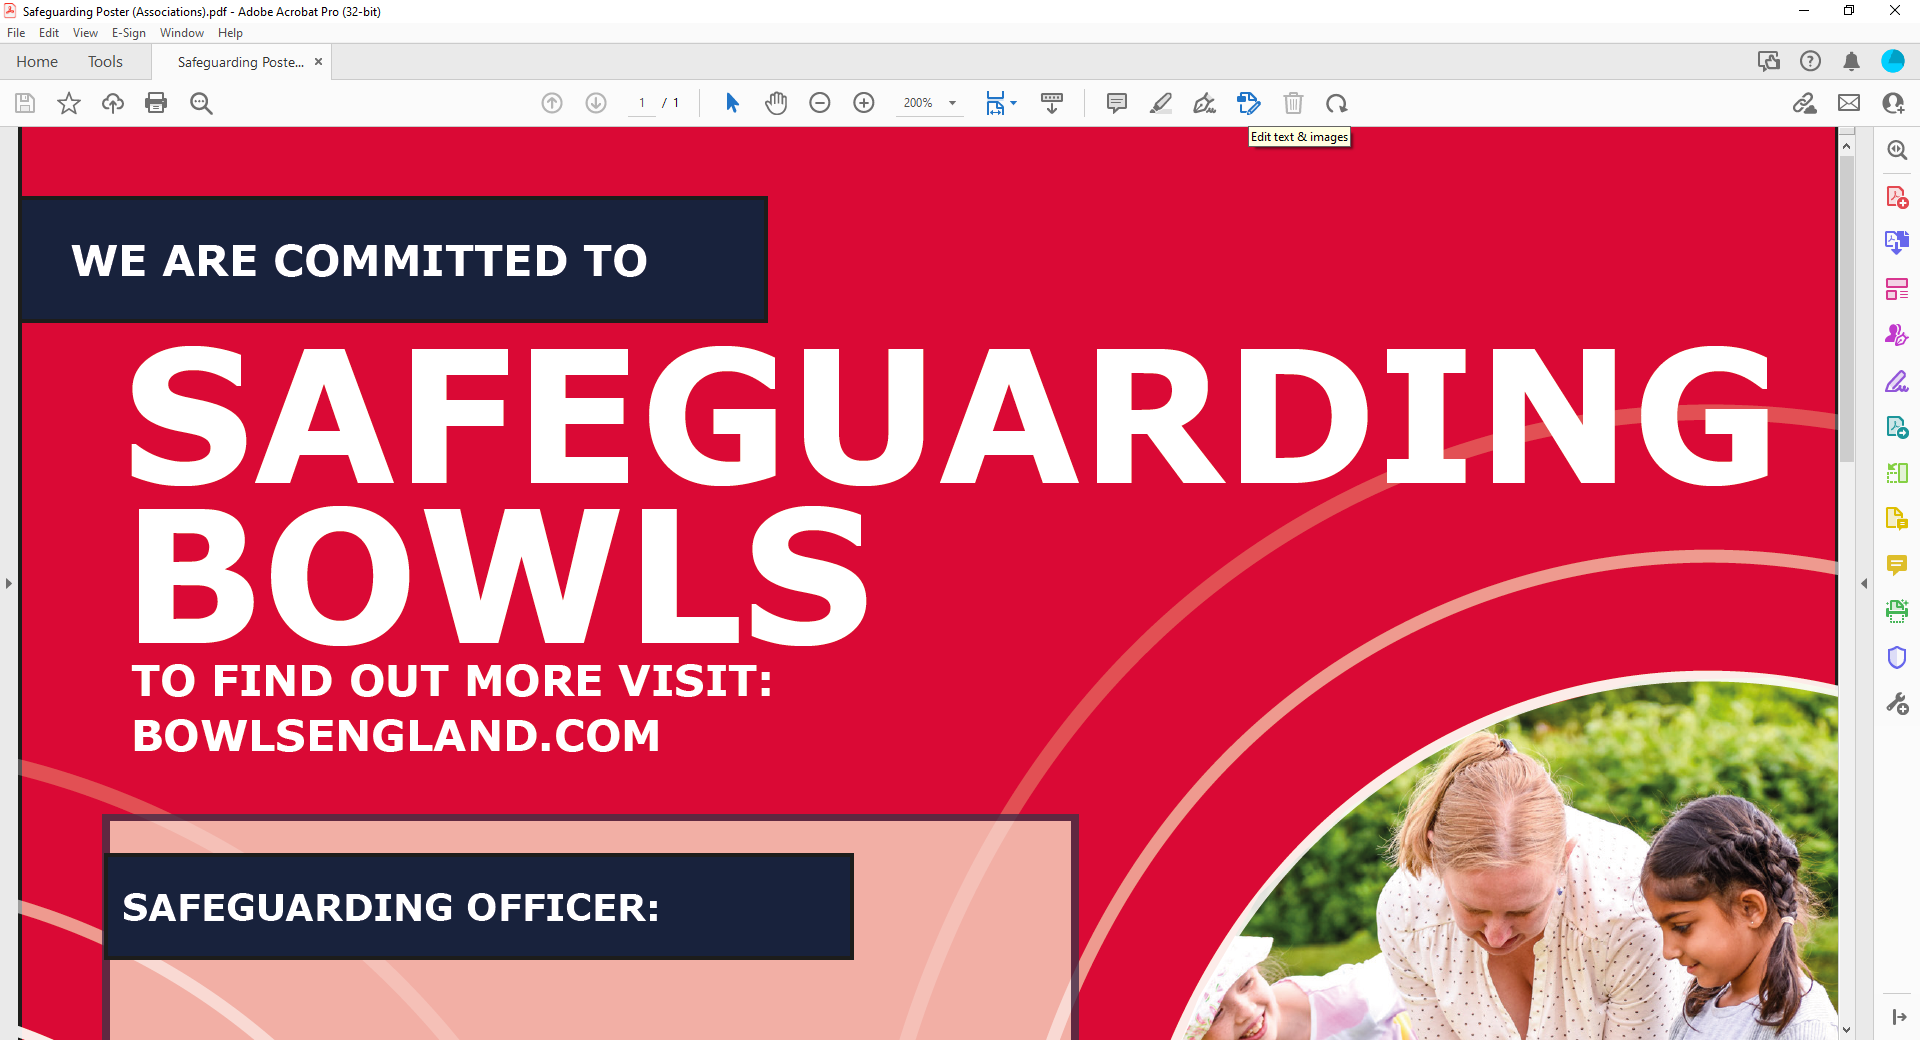 Safeguarding Poster (Associations).pdf - Adobe Acrobat Pro (32-bit)
File Edit View E-Sign Window Help
Home Tools Safeguarding Poste... ×
1 / 1 200%
Edit text & images
WE ARE COMMITTED TO
SAFEGUARDING
BOWLS
TO FIND OUT MORE VISIT:
BOWLSENGLAND.COM
SAFEGUARDING OFFICER: